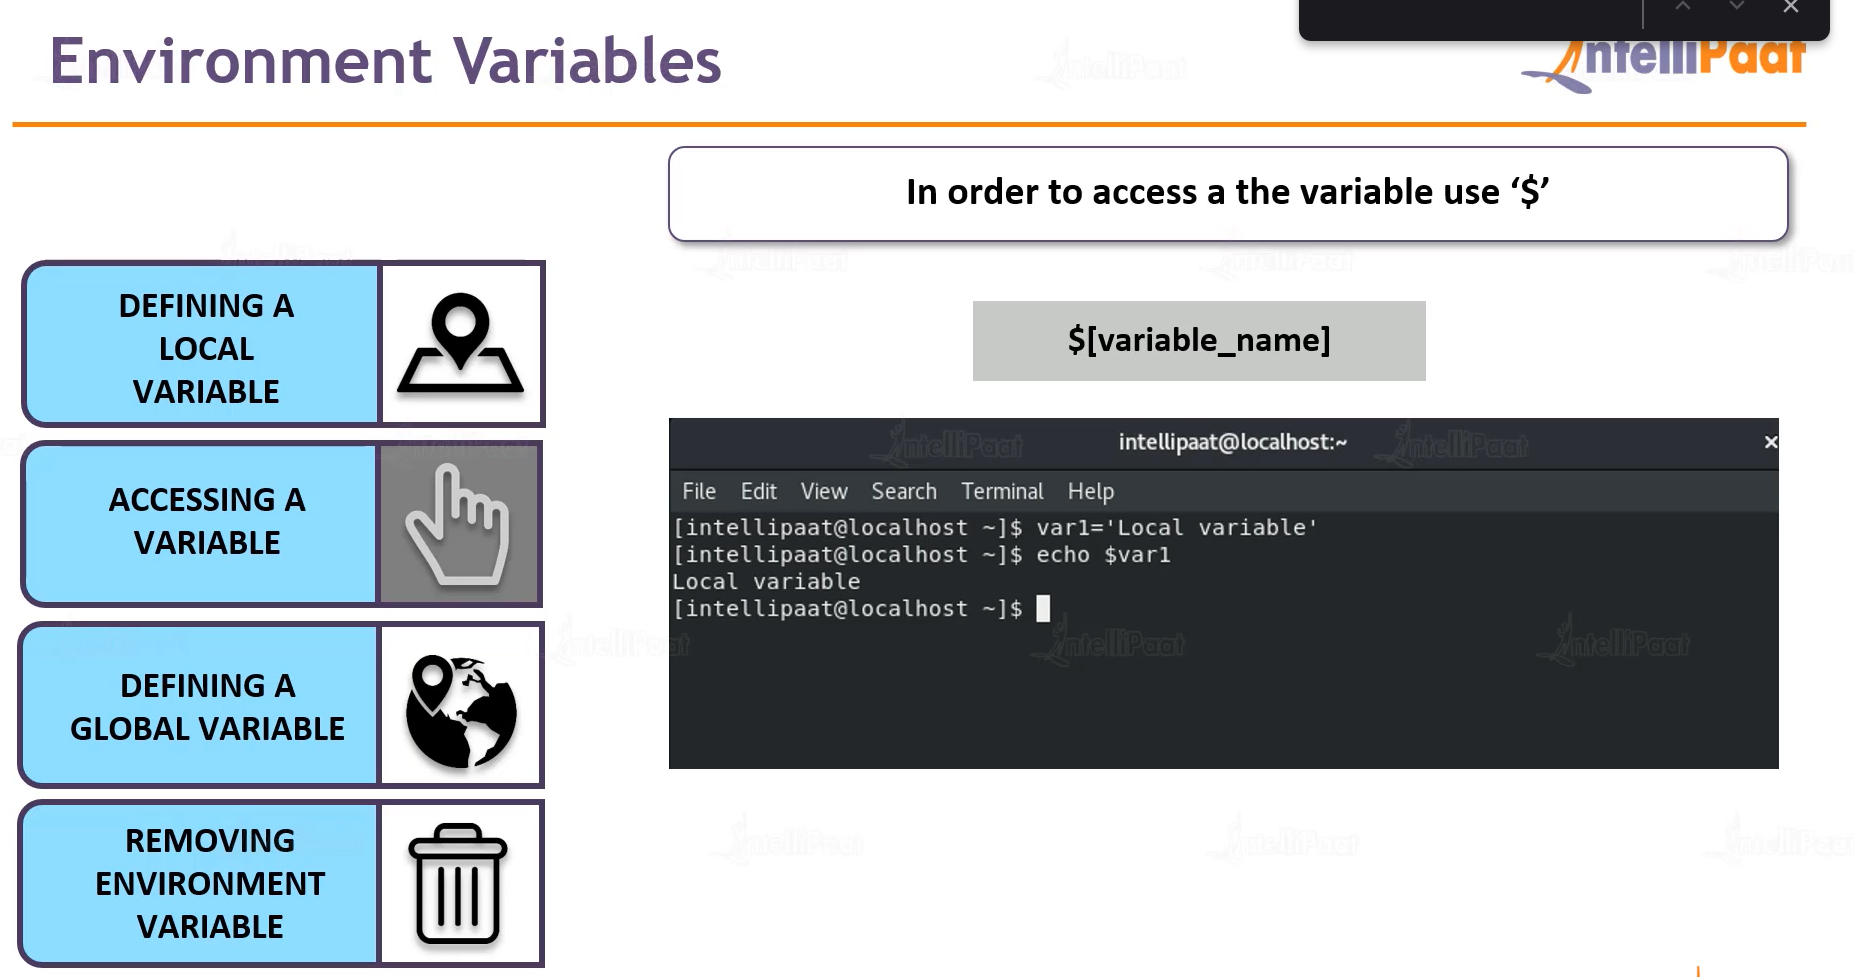 Environment Variables
IntelliPaat
In order to access a the variable use ‘$’
DEFINING A
LOCAL
VARIABLE
ACCESSING A
VARIABLE
DEFINING A
GLOBAL VARIABLE
REMOVING
ENVIRONMENT
VARIABLE
$[variable_name]
intellipaat@localhost:~
File Edit View Search Terminal Help
[intellipaat@localhost ~]$ var1='Local variable'
[intellipaat@localhost ~]$ echo $var1
Local variable
[intellipaat@localhost ~]$